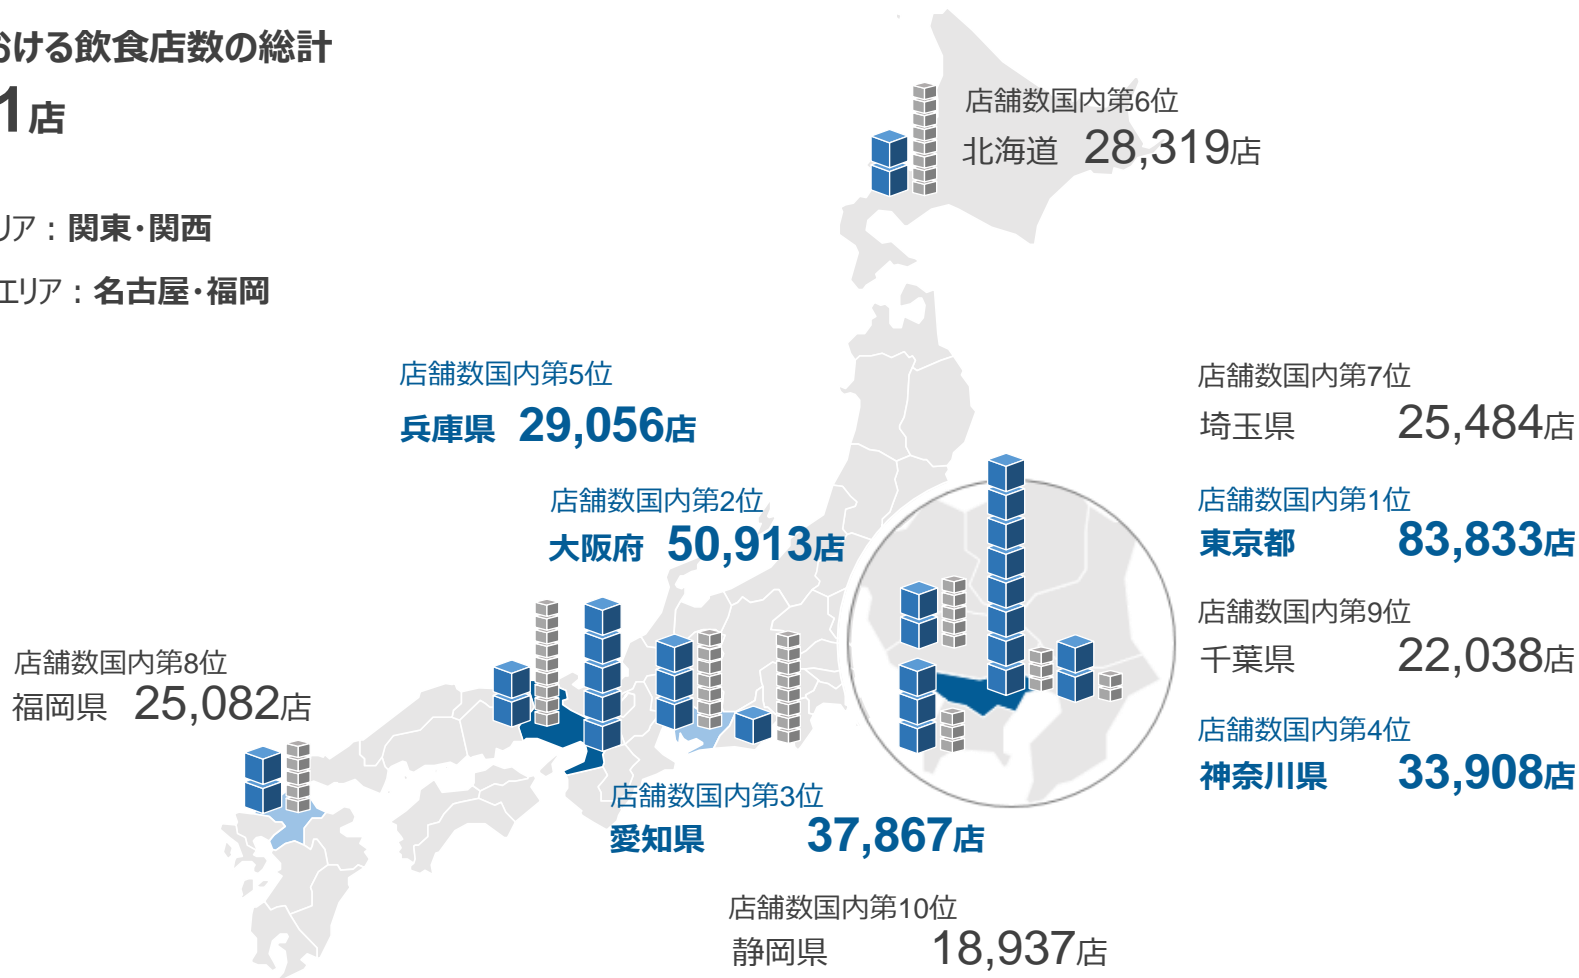 おける飲食店数の総計
1店
リア：関東・関西
エリア：名古屋・福岡
店舗数国内第6位
北海道 28,319店
店舗数国内第5位
兵庫県 29,056店
店舗数国内第2位
大阪府 50,913店
店舗数国内第7位
埼玉県 25,484店
店舗数国内第1位
東京都 83,833店
店舗数国内第9位
千葉県 22,038店
店舗数国内第4位
神奈川県 33,908店
店舗数国内第8位
福岡県 25,082店
店舗数国内第3位
愛知県 37,867店
店舗数国内第10位
静岡県 18,937店